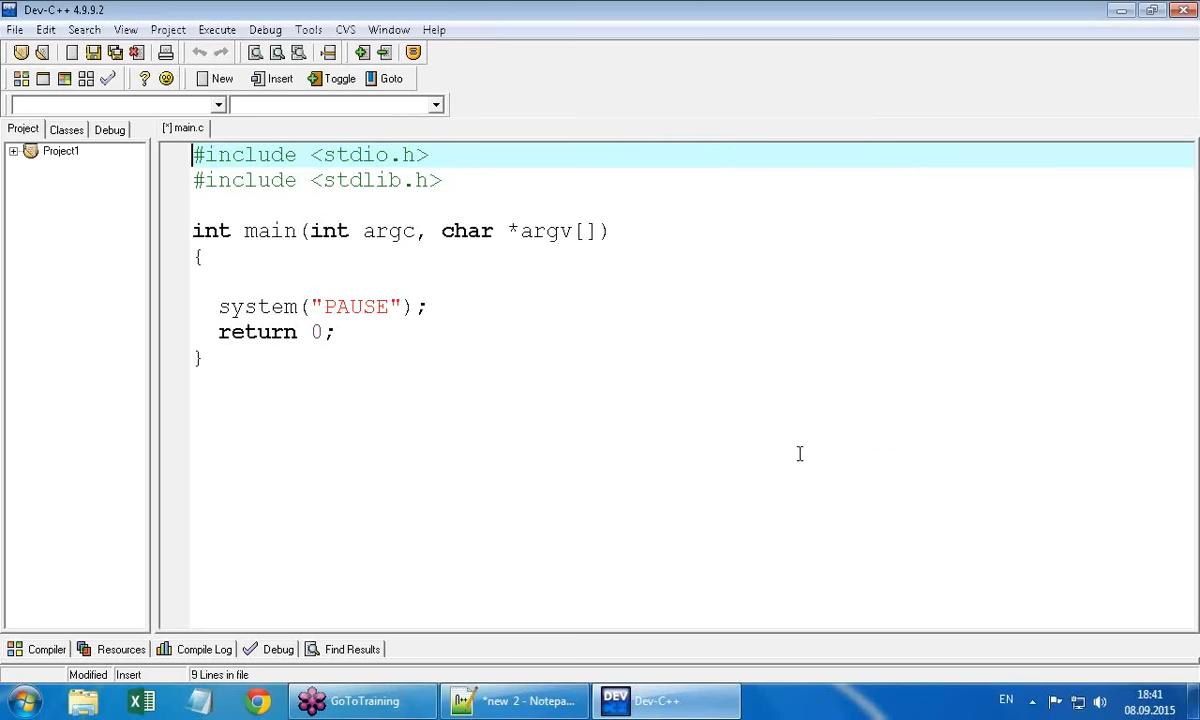 Dev-C++ 4.9.9.2
File Edit Search View Project Execute Debug Tools CVS Window Help
New Insert Toggle Goto
Project Classes Debug [*] main.c
Project1
#include <stdio.h>
#include <stdlib.h>
int main(int argc, char *argv[])
{
system("PAUSE");
return 0;
}
Compiler Resources Compile Log Debug Find Results
Modified Insert 9 Lines in file
GoToTraining *new 2 - Notepa... DEV Dev-C++ EN 18:41
08.09.2015